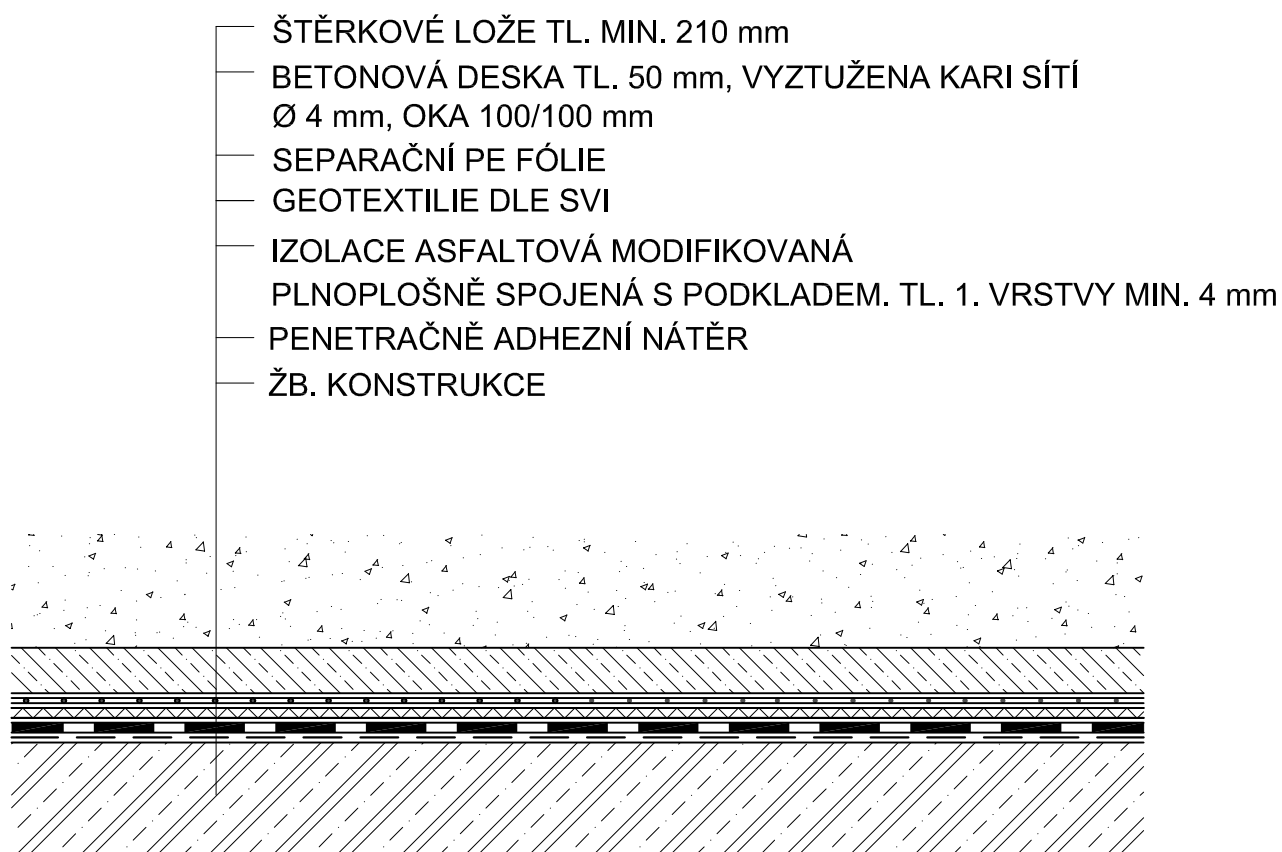 ŠTĚRKOVÉ LOŽE TL. MIN. 210 mm
BETONOVÁ DESKA TL. 50 mm, VYZTUŽENA KARI SÍTÍ
Ø 4 mm, OKA 100/100 mm
SEPARAČNÍ PE FÓLIE
GEOTEXTILIE DLE SVI
IZOLACE ASFALTOVÁ MODIFIKOVANÁ
PLNOPLOŠNĚ SPOJENÁ S PODKLADEM. TL. 1. VRSTVY MIN. 4 mm
PENETRAČNĚ ADHEZNÍ NÁTĚR
ŽB. KONSTRUKCE